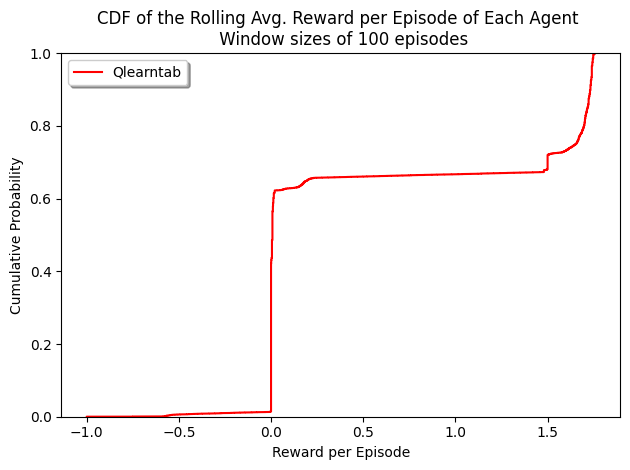 CDF of the Rolling Avg. Reward per Episode of Each Agent
Window sizes of 100 episodes
Qlearntab
Cumulative Probability
1.0
0.8
0.6
0.4
0.2
0.0
−1.0 −0.5 0.0 0.5 1.0 1.5
Reward per Episode